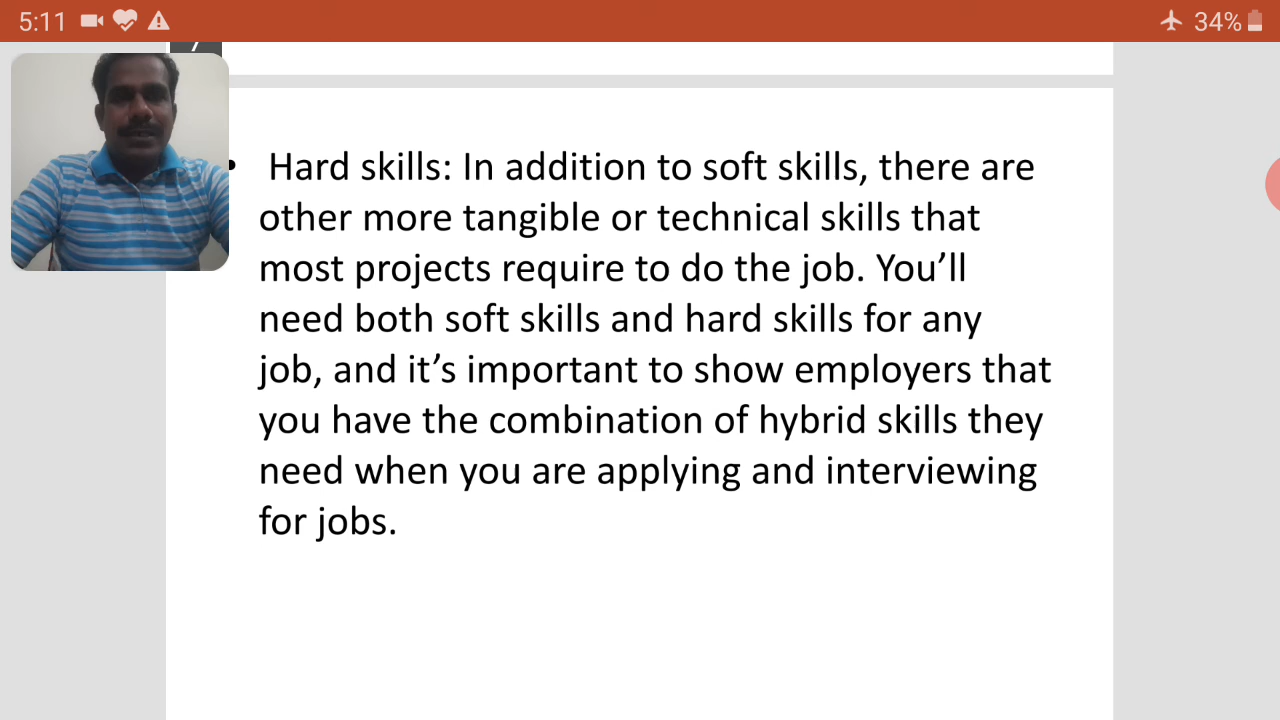 5:11
34%
Hard skills: In addition to soft skills, there are
other more tangible or technical skills that
most projects require to do the job. You’ll
need both soft skills and hard skills for any
job, and it’s important to show employers that
you have the combination of hybrid skills they
need when you are applying and interviewing
for jobs.